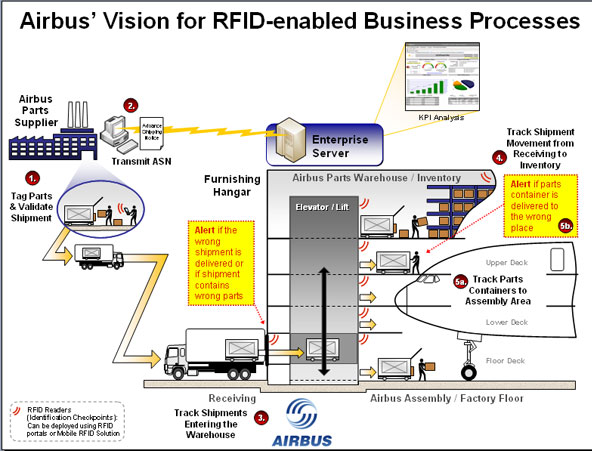 Airbus' Vision for RFID-enabled Business Processes
Airbus
Parts
Supplier
2.
Advance
Shipping
Notice
Transmit ASN
Enterprise
Server
KPI Analysis
1.
Tag Parts
& Validate
Shipment
Furnishing
Hangar
Airbus Parts Warehouse / Inventory
Elevator / Lift
4.
Track Shipment
Movement from
Receiving to
Inventory
Alert if parts
container is
delivered to
the wrong
place
5b.
Alert if the
wrong
shipment is
delivered or
if shipment
contains
wrong parts
5a.
Track Parts
Containers to
Assembly Area
Upper Deck
Lower Deck
Floor Deck
Receiving
Airbus Assembly / Factory Floor
Track Shipments
Entering the
Warehouse
3.
AIRBUS
RFID Readers
(Identification Checkpoints):
Can be deployed using RFID
portals or Mobile RFID Solution